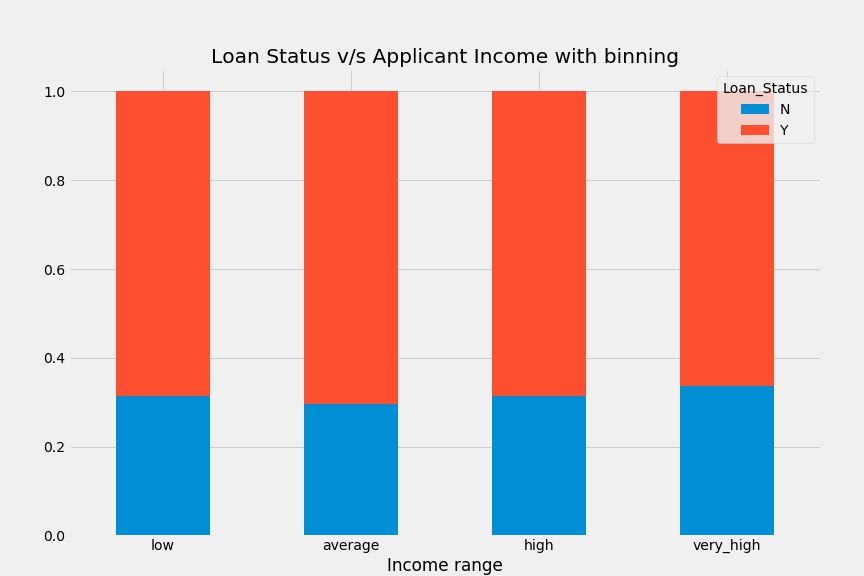 Loan Status v/s Applicant Income with binning
Loan_Status
N
Y
1.0
0.8
0.6
0.4
0.2
0.0
low average high very_high
Income range